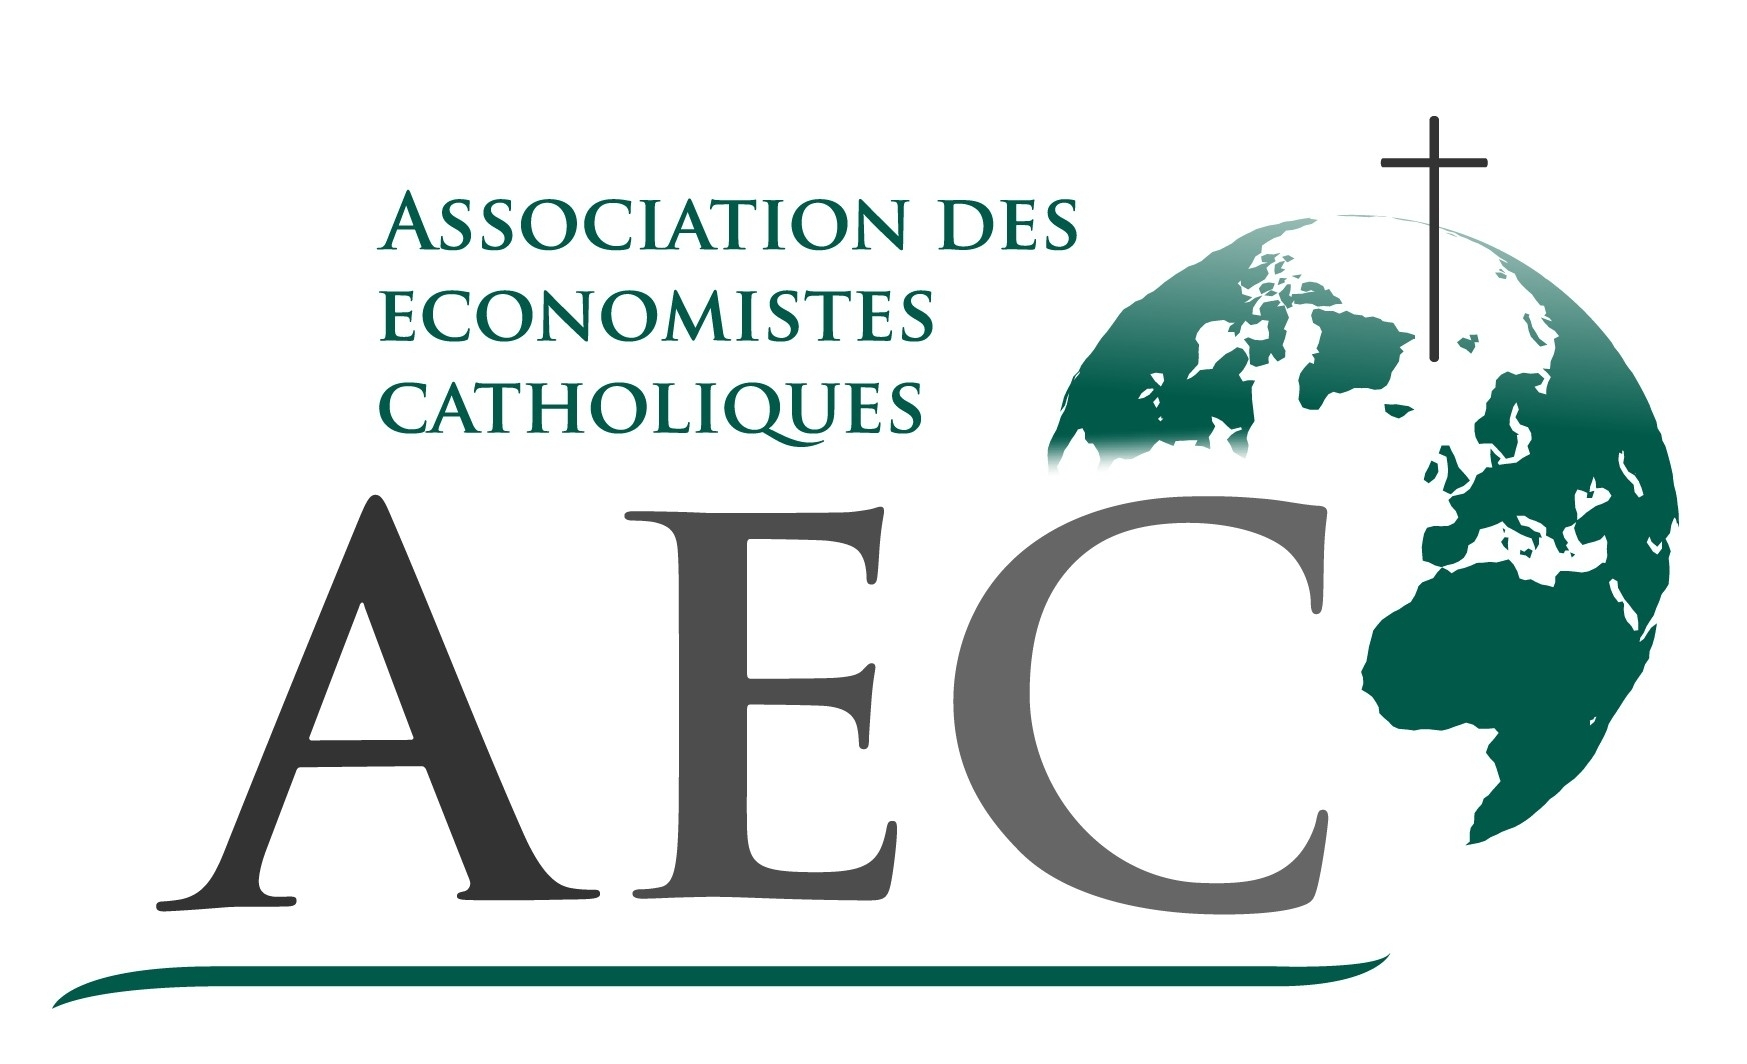 Association des
economistes
catholiques
AEC